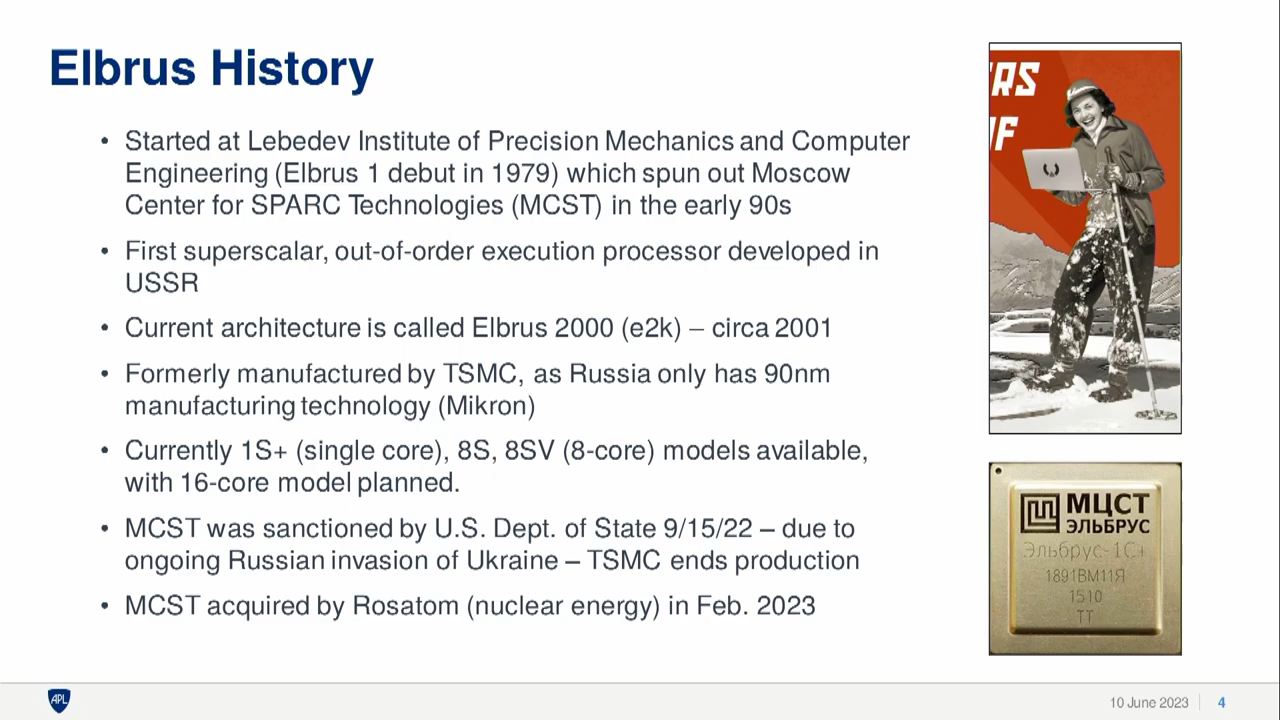 Elbrus History
• Started at Lebedev Institute of Precision Mechanics and Computer
Engineering (Elbrus 1 debut in 1979) which spun out Moscow
Center for SPARC Technologies (MCST) in the early 90s
• First superscalar, out-of-order execution processor developed in
USSR
• Current architecture is called Elbrus 2000 (e2k) – circa 2001
• Formerly manufactured by TSMC, as Russia only has 90nm
manufacturing technology (Mikron)
• Currently 1S+ (single core), 8S, 8SV (8-core) models available,
with 16-core model planned.
• MCST was sanctioned by U.S. Dept. of State 9/15/22 – due to
ongoing Russian invasion of Ukraine – TSMC ends production
• MCST acquired by Rosatom (nuclear energy) in Feb. 2023
RS
UF
МЦСТ
ЭЛЬБРУС
Эльбрус-1С+
1891ВМ11Я
1510
TT
APL
10 June 2023
4